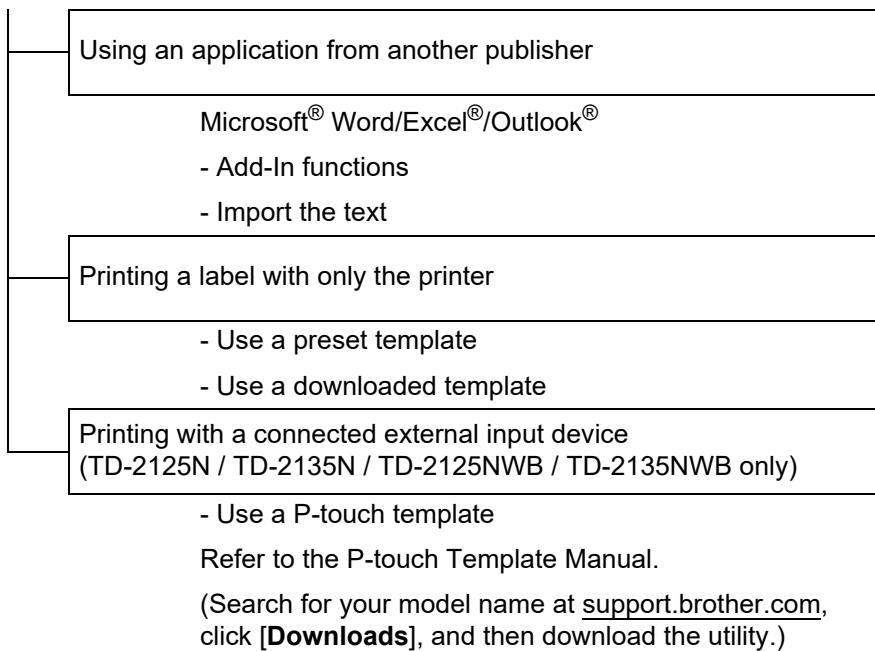 Using an application from another publisher
Microsoft® Word/Excel®/Outlook®
- Add-In functions
- Import the text
Printing a label with only the printer
- Use a preset template
- Use a downloaded template
Printing with a connected external input device
(TD-2125N / TD-2135N / TD-2125NWB / TD-2135NWB only)
- Use a P-touch template
Refer to the P-touch Template Manual.
(Search for your model name at support.brother.com,
click [Downloads], and then download the utility.)